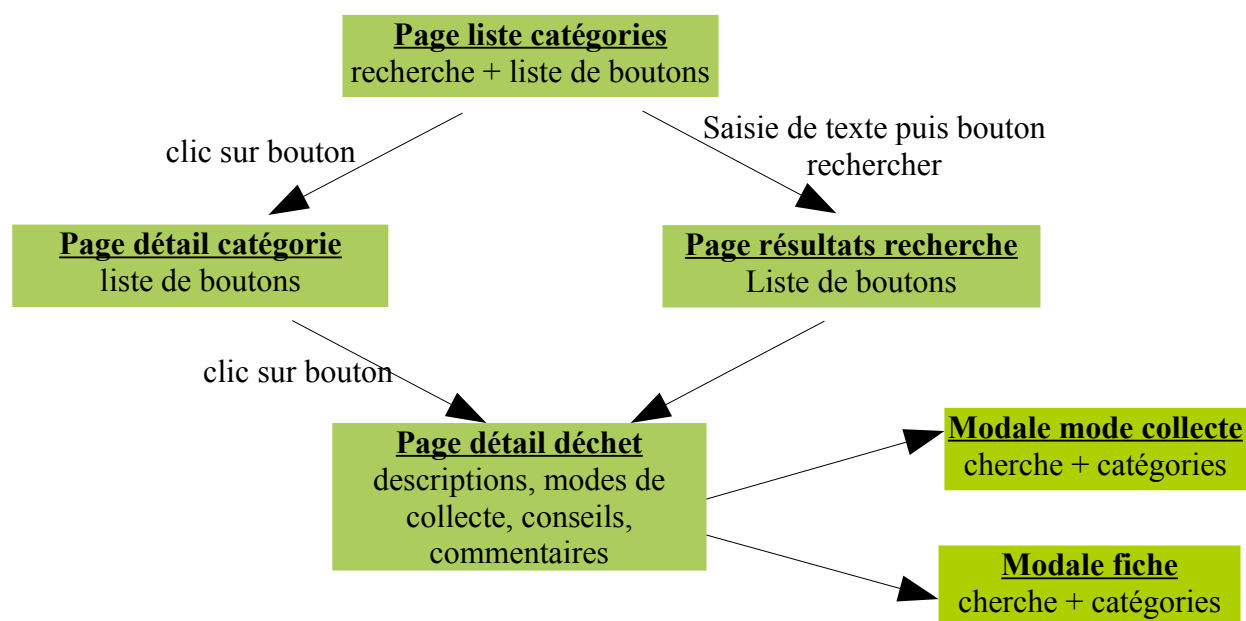 Page liste catégories
recherche + liste de boutons
clic sur bouton
Saisie de texte puis bouton
rechercher
Page détail catégorie
liste de boutons
Page résultats recherche
Liste de boutons
clic sur bouton
Page détail déchet
descriptions, modes de
collecte, conseils,
commentaires
Modale mode collecte
cherche + catégories
Modale fiche
cherche + catégories